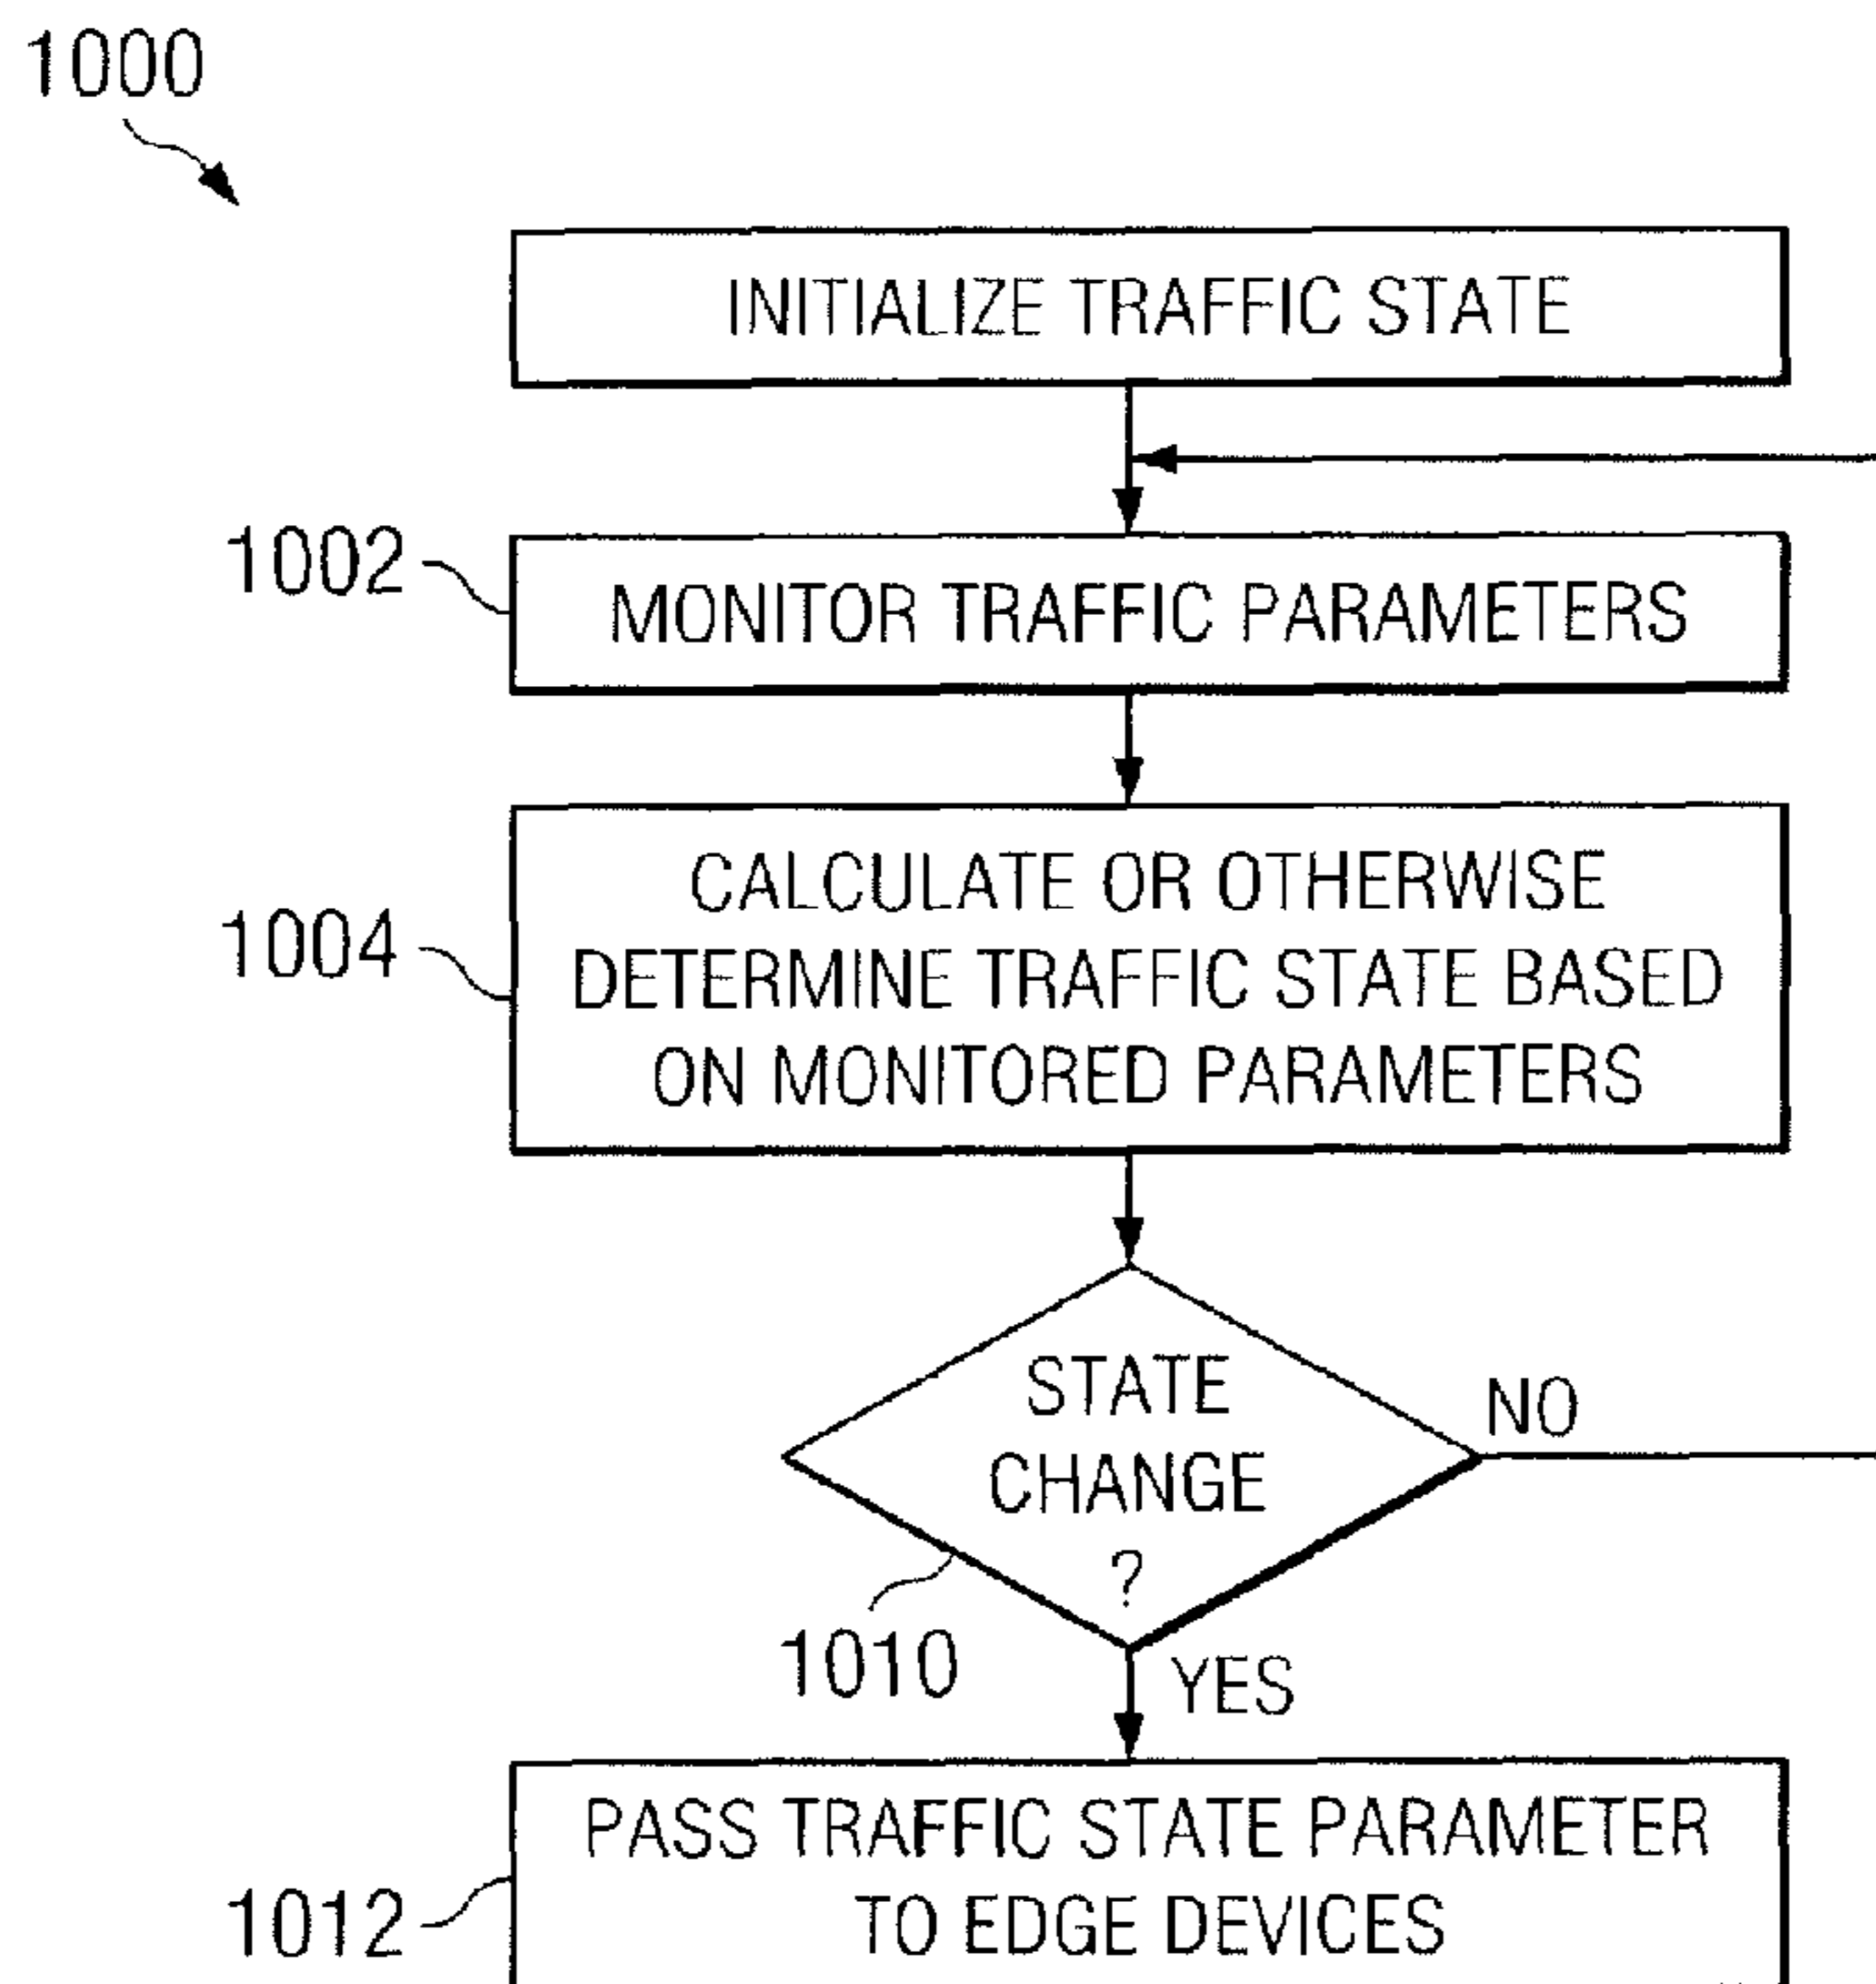 1000
INITIALIZE TRAFFIC STATE
1002
MONITOR TRAFFIC PARAMETERS
CALCULATE OR OTHERWISE
1004
DETERMINE TRAFFIC STATE BASED
ON MONITORED PARAMETERS
STATE
CHANGE
?
NO
1010
YES
PASS TRAFFIC STATE PARAMETER
TO EDGE DEVICES
1012